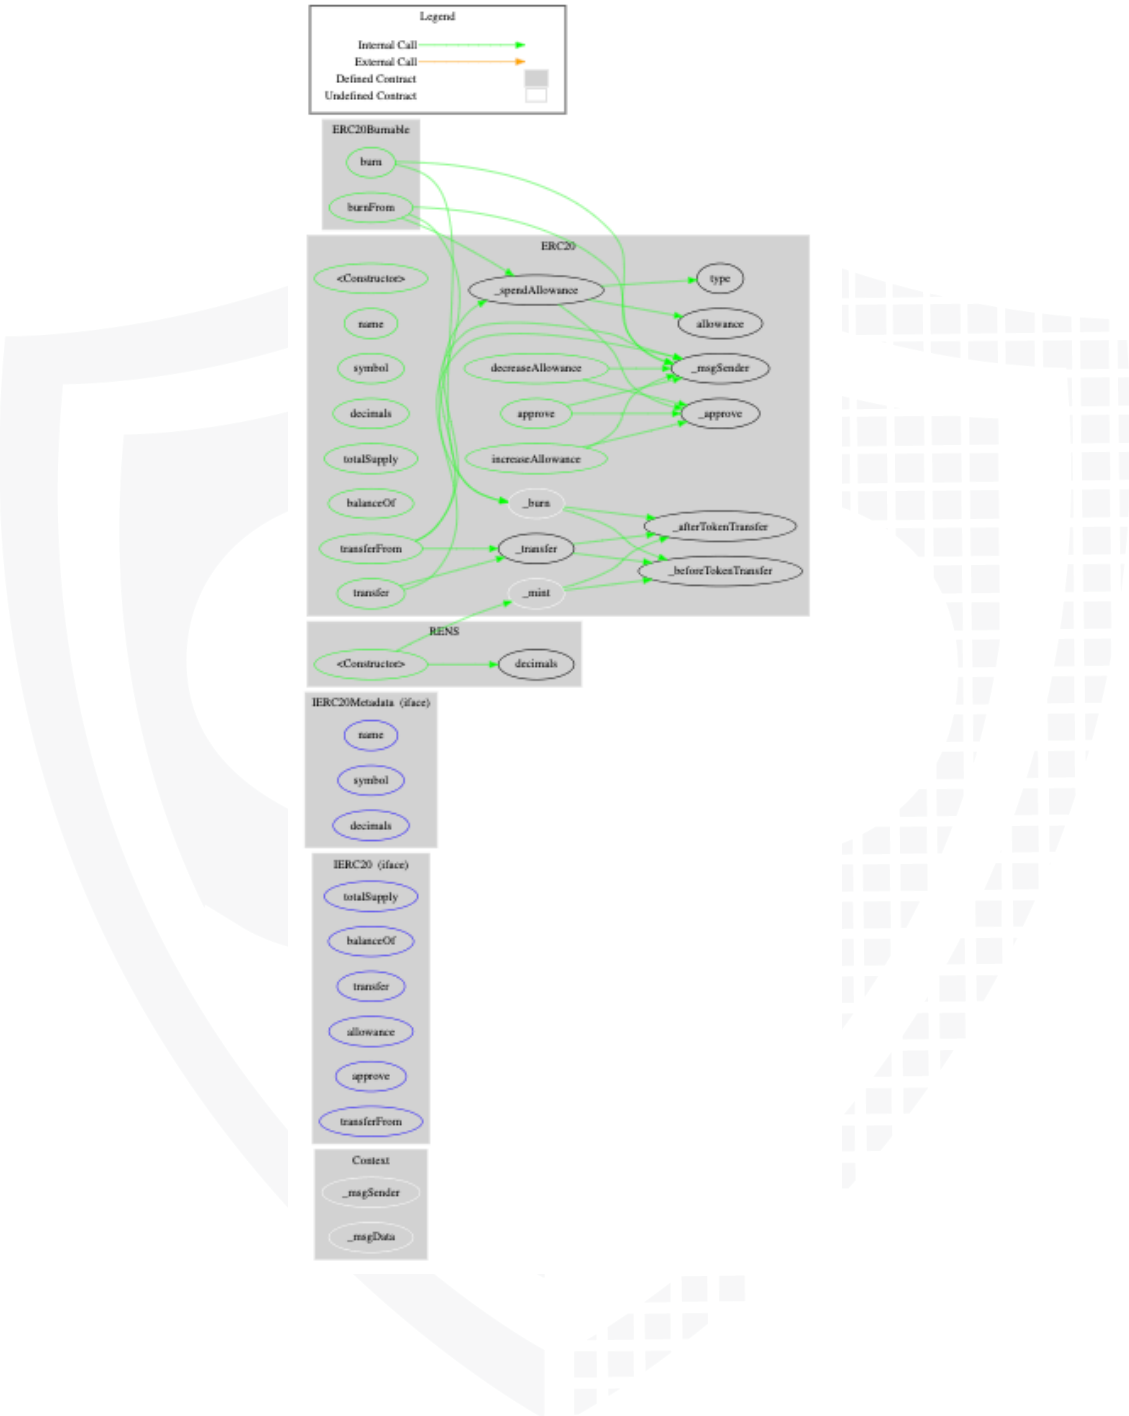 Legend
Internal Call
External Call
Defined Contract
Undefined Contract
ERC20Burnable
burn
burnFrom
ERC20
<Constructor>
_spendAllowance
type
name
allowance
symbol
decreaseAllowance
_msgSender
decimals
approve
_approve
totalSupply
increaseAllowance
balanceOf
_burn
_afterTokenTransfer
transferFrom
_transfer
_beforeTokenTransfer
transfer
_mint
RENS
<Constructor>
decimals
IERC20Metadata (iface)
name
symbol
decimals
IERC20 (iface)
totalSupply
balanceOf
transfer
allowance
approve
transferFrom
Context
_msgSender
_msgData